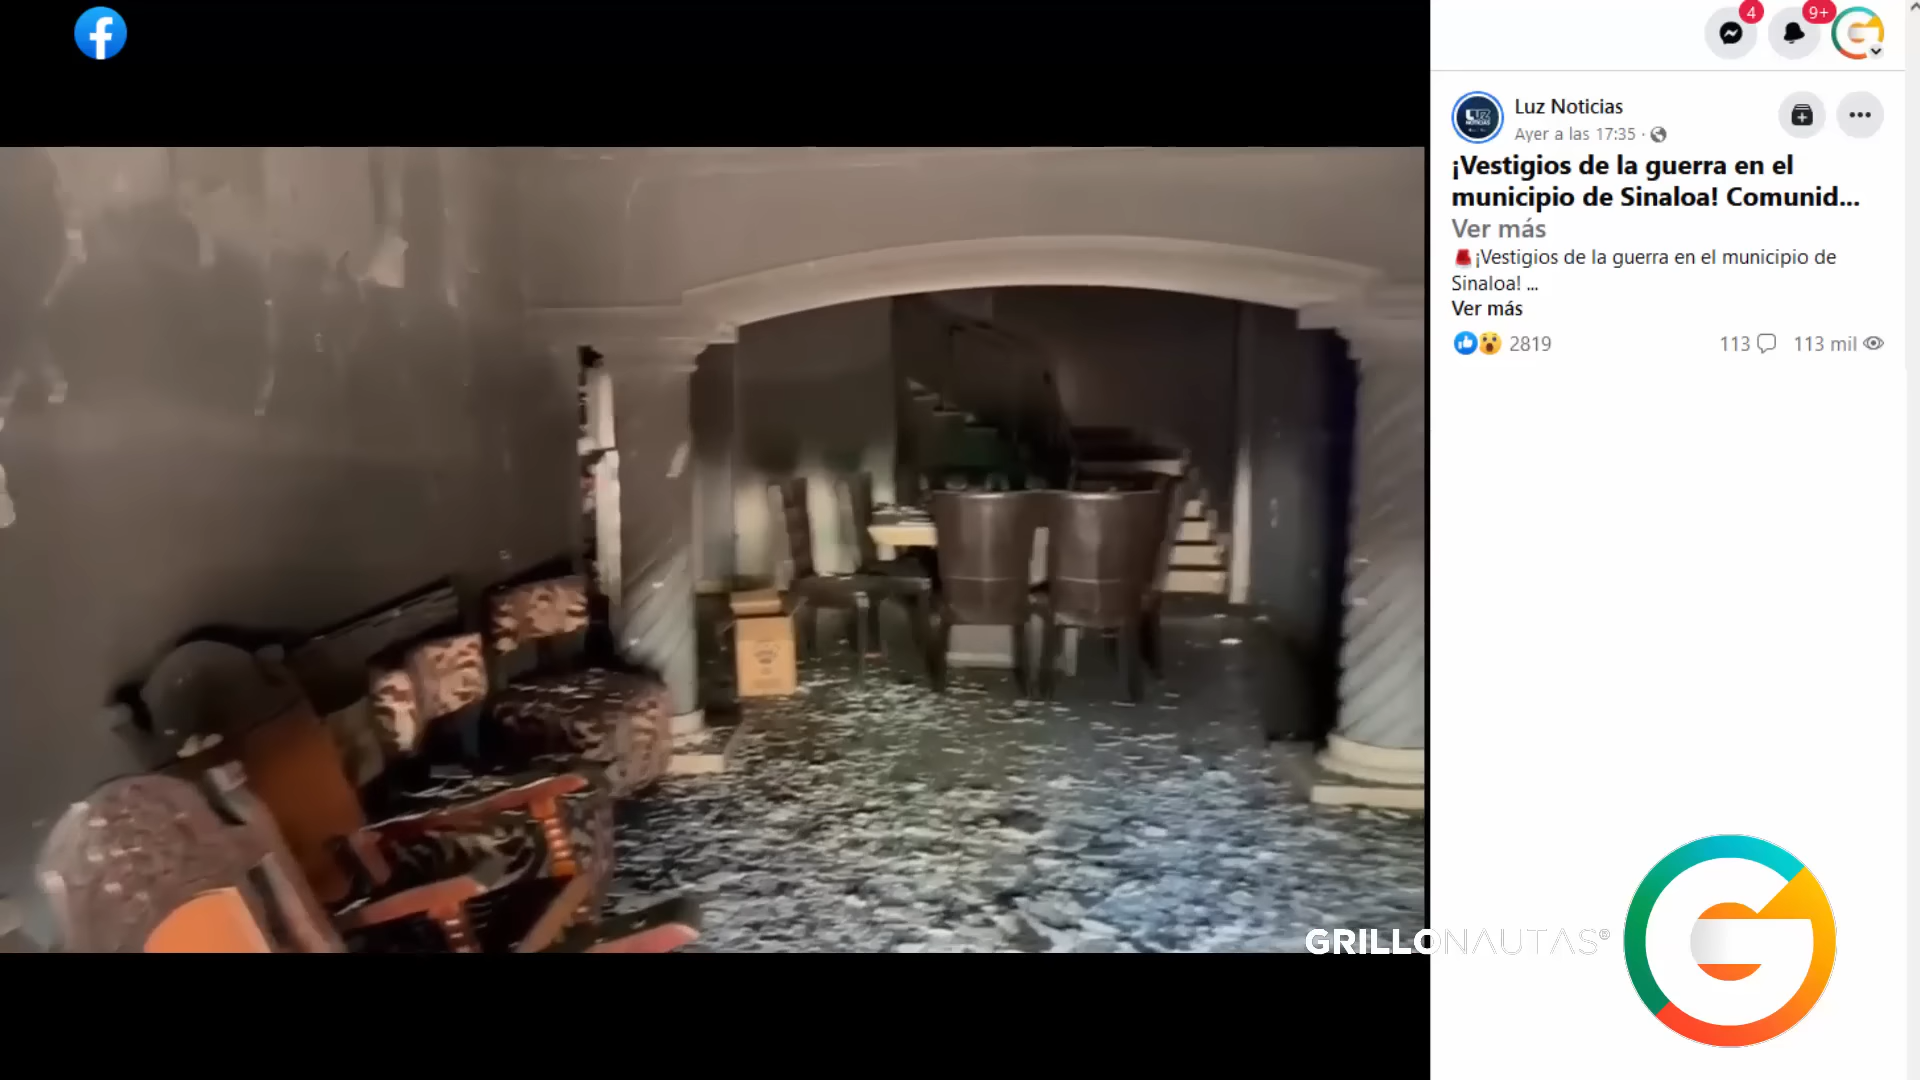 4
9+
Luz Noticias
Ayer a las 17:35 ·
¡Vestigios de la guerra en el
municipio de Sinaloa! Comunid...
Ver más
¡Vestigios de la guerra en el municipio de
Sinaloa! ...
Ver más
2819
113
113 mil
GRILLONAUTAS®